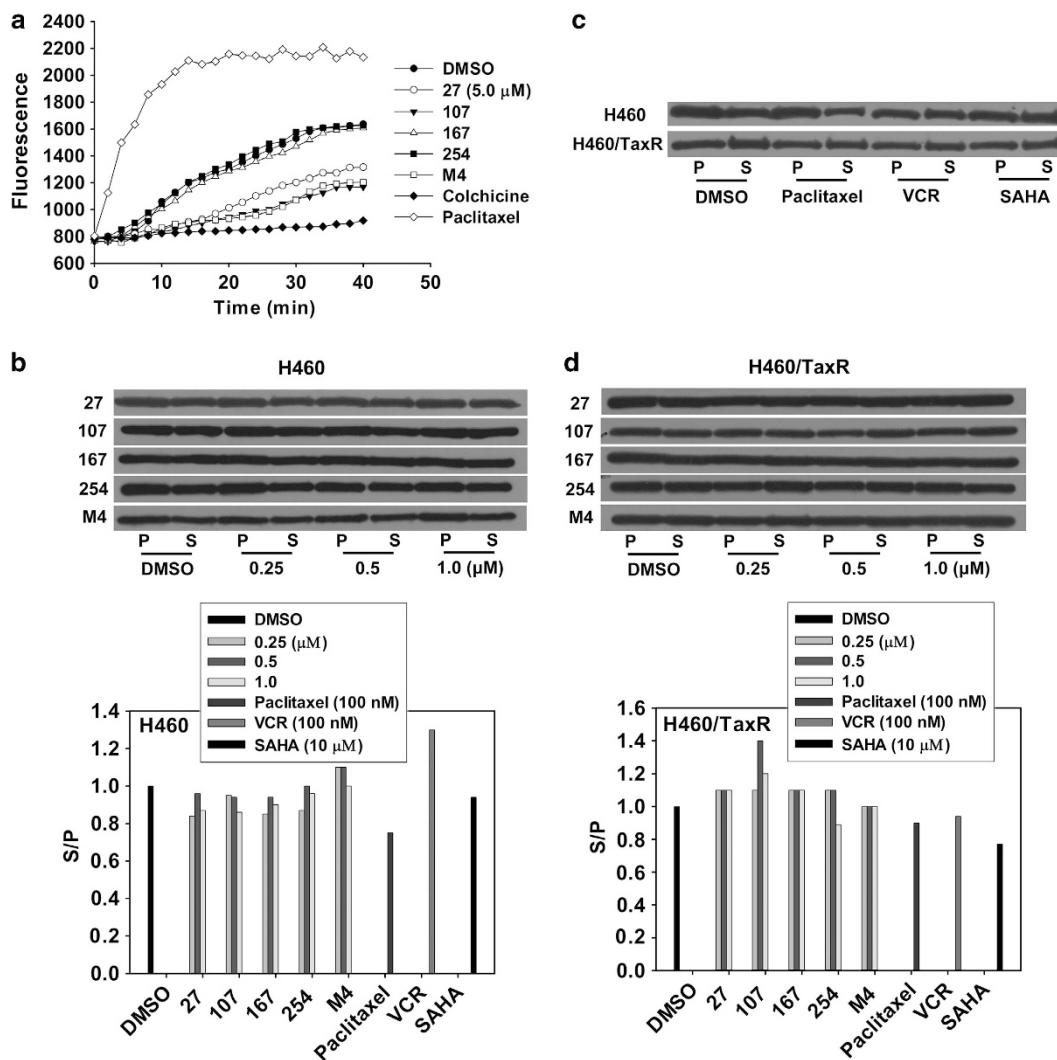 a
2400
2200
2000
1800
1600
1400
1200
1000
800
600
Fluorescence
0 10 20 30 40 50
Time (min)
DMSO
27 (5.0 μM)
107
167
254
M4
Colchicine
Paclitaxel
c
H460
H460/TaxR
P S P S P S P S
DMSO Paclitaxel VCR SAHA
b
H460
27
107
167
254
M4
P S P S P S P S
DMSO 0.25 0.5 1.0 (μM)
DMSO
0.25 (μM)
0.5
1.0
Paclitaxel (100 nM)
VCR (100 nM)
SAHA (10 μM)
H460
1.4
1.2
1.0
0.8
0.6
0.4
0.2
0.0
S/P
DMSO 27 107 167 254 M4 Paclitaxel VCR SAHA
d
H460/TaxR
27
107
167
254
M4
P S P S P S P S
DMSO 0.25 0.5 1.0 (μM)
DMSO
0.25 (μM)
0.5
1.0
Paclitaxel (100 nM)
VCR (100 nM)
SAHA (10 μM)
H460/TaxR
1.6
1.4
1.2
1.0
0.8
0.6
0.4
0.2
0.0
S/P
DMSO 27 107 167 254 M4 Paclitaxel VCR SAHA